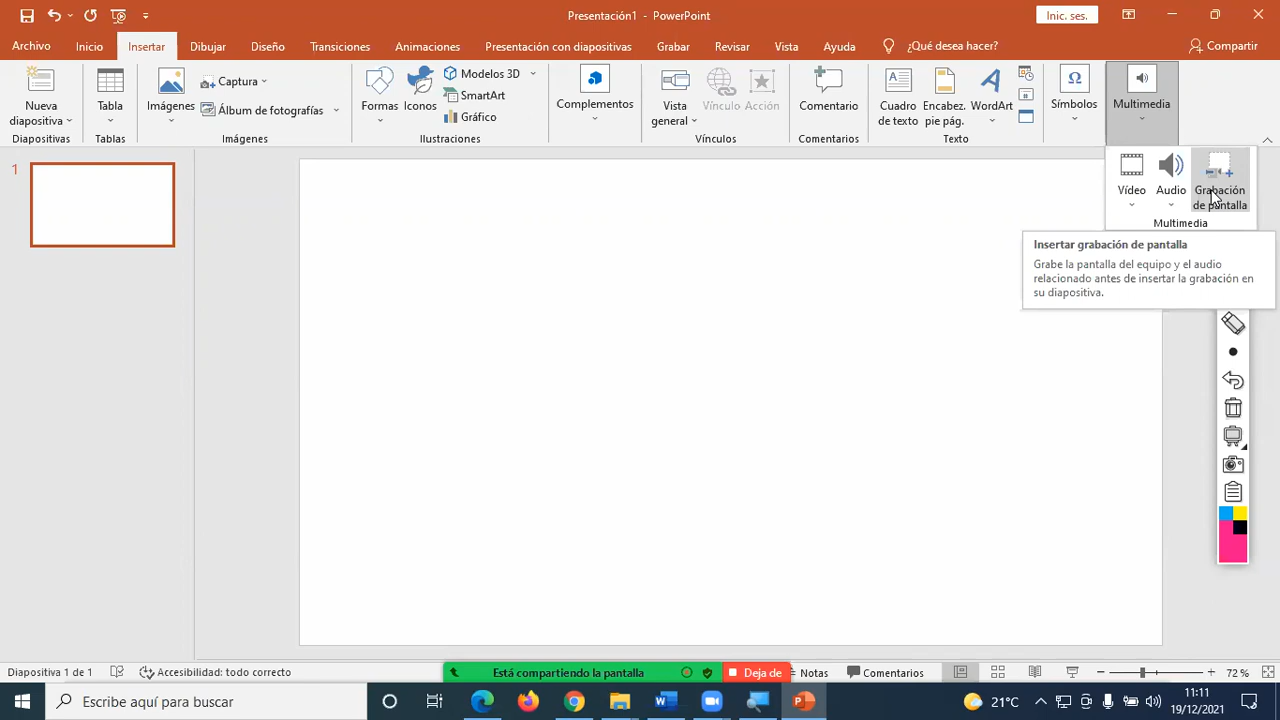 Presentación1 - PowerPoint
Inic. ses.
Archivo Inicio Insertar Dibujar Diseño Transiciones Animaciones Presentación con diapositivas Grabar Revisar Vista Ayuda ¿Qué desea hacer? Compartir
Nueva diapositiva
Tabla
Imágenes
Captura
Álbum de fotografías
Formas
Iconos
Modelos 3D
SmartArt
Gráfico
Complementos
Vista general
Vínculo
Acción
Comentario
Cuadro de texto
Encabez. pie pág.
WordArt
Símbolos
Multimedia
Diapositivas Tablas Imágenes Ilustraciones Vínculos Comentarios Texto
Vídeo
Audio
Grabación
de pantalla
Multimedia
1
Insertar grabación de pantalla
Grabe la pantalla del equipo y el audio
relacionado antes de insertar la grabación en
su diapositiva.
Diapositiva 1 de 1 Accesibilidad: todo correcto Está compartiendo la pantalla Deja de Notas Comentarios 72 %
Escribe aquí para buscar 21°C 11:11
19/12/2021